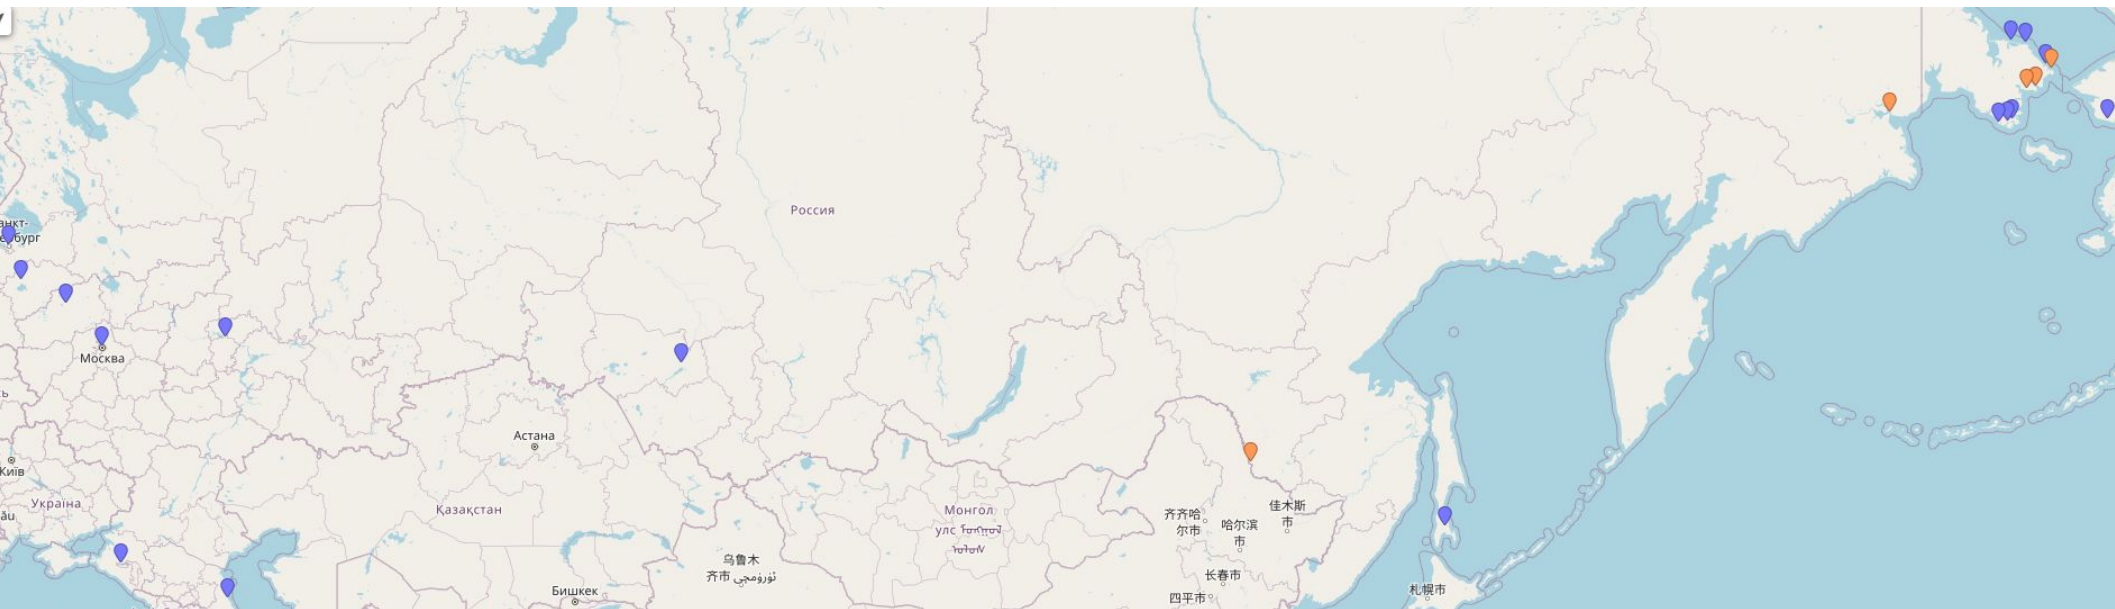 Россия
анкт-
бург
Москва
Астана
Київ
Україна
Қазақстан
ău
Монгол
улс
齐齐哈
尔市
哈尔滨
市
佳木斯
市
乌鲁木
齐市 ئۈرۈمچى
长春市
Бишкек
四平市
札幌市